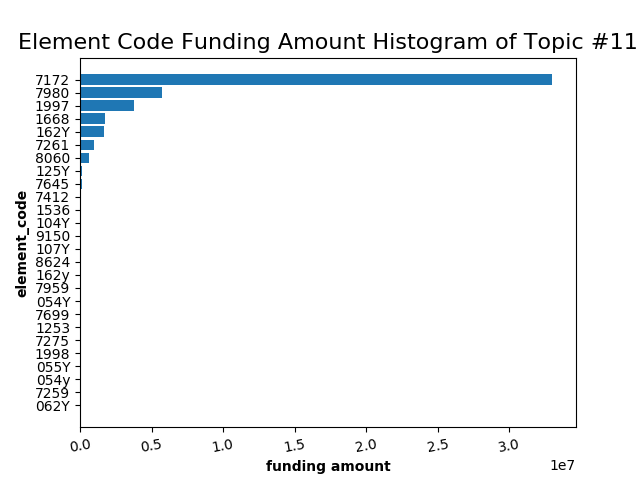 Element Code Funding Amount Histogram of Topic #11
element_code
7172
7980
1997
1668
162Y
7261
8060
125Y
7645
7412
1536
104Y
9150
107Y
8624
162y
7959
054Y
7699
1253
7275
1998
055Y
054y
7259
062Y
0.0 0.5 1.0 1.5 2.0 2.5 3.0
1e7
funding amount